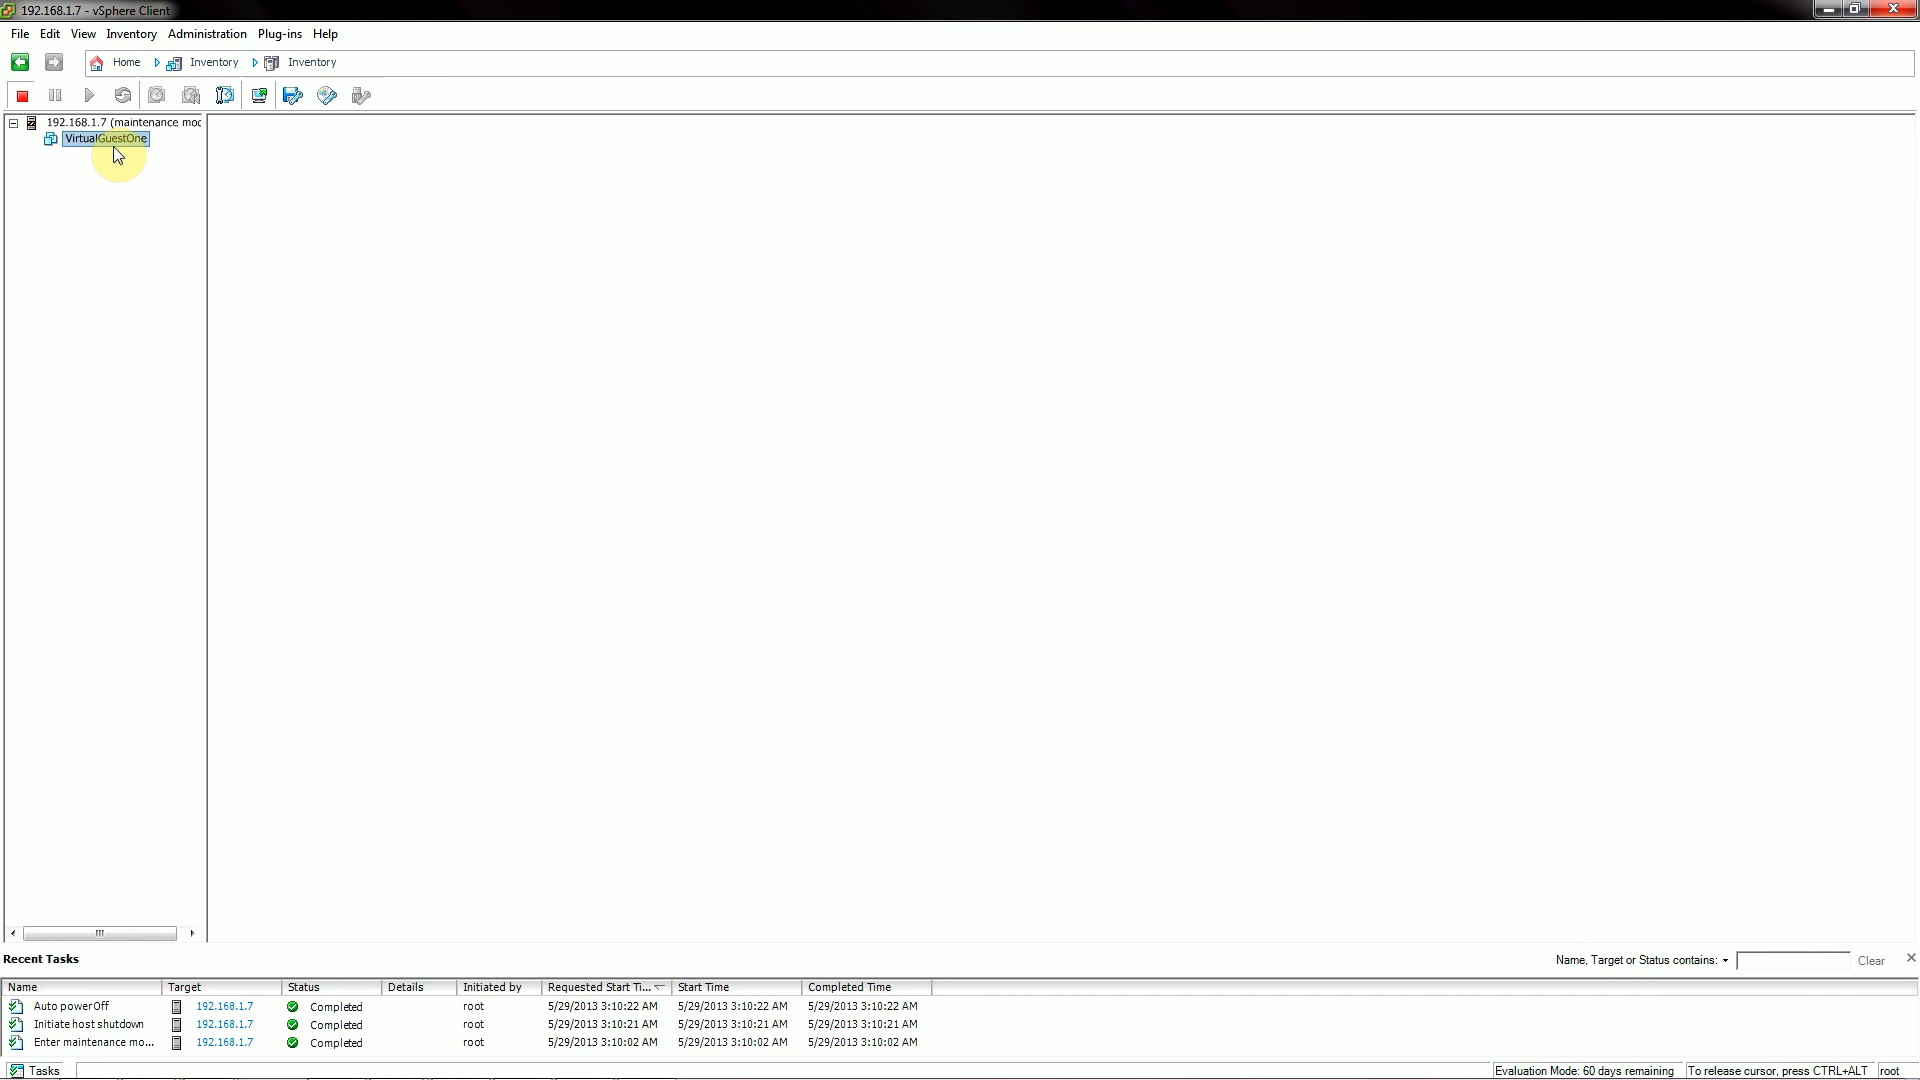 192.168.1.7 - vSphere Client
File Edit View Inventory Administration Plug-ins Help
Home Inventory Inventory
192.168.1.7 (maintenance mod
VirtualGuestOne
Recent Tasks
Name, Target or Status contains: Clear
Name Target Status Details Initiated by Requested Start Ti... Start Time Completed Time
Auto powerOff 192.168.1.7 Completed root 5/29/2013 3:10:22 AM 5/29/2013 3:10:22 AM 5/29/2013 3:10:22 AM
Initiate host shutdown 192.168.1.7 Completed root 5/29/2013 3:10:21 AM 5/29/2013 3:10:21 AM 5/29/2013 3:10:21 AM
Enter maintenance mo... 192.168.1.7 Completed root 5/29/2013 3:10:02 AM 5/29/2013 3:10:02 AM 5/29/2013 3:10:02 AM
Tasks Evaluation Mode: 60 days remaining To release cursor, press CTRL+ALT root